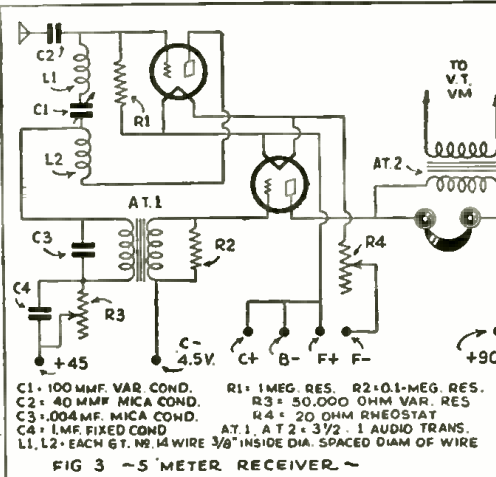 C2
L1
C1
R1
L2
TO
V.T.
VM
AT.2
AT.1
C3
R2
R4
C4
R3
+45
C-
4.5V.
C+ B- F+ F-
+90
C1 = 100 MMF. VAR. COND. R1 = 1 MEG. RES. R2 = 0.1-MEG. RES.
C2 = 40 MMF MICA COND. R3 = 50.000 OHM VAR. RES
C3 = .004 MF. MICA COND. R4 = 20 OHM RHEOSTAT
C4 = 1. MF. FIXED COND A.T. 1, A T 2 = 3 1/2 - 1 AUDIO TRANS.
L1, L2 = EACH 6 T. NO. 14 WIRE 3/8" INSIDE DIA. SPACED DIAM OF WIRE
FIG 3 ~ 5 METER RECEIVER ~